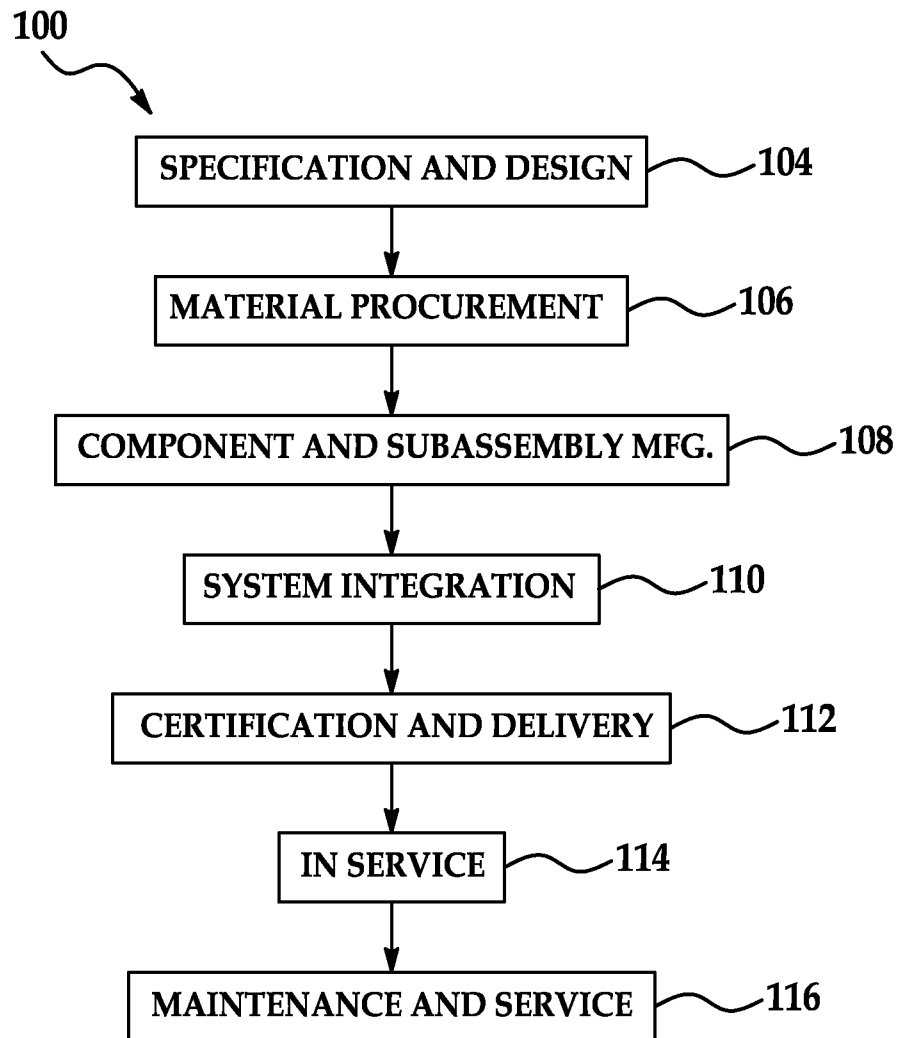 100
SPECIFICATION AND DESIGN
104
MATERIAL PROCUREMENT
106
COMPONENT AND SUBASSEMBLY MFG.
108
SYSTEM INTEGRATION
110
CERTIFICATION AND DELIVERY
112
IN SERVICE
114
MAINTENANCE AND SERVICE
116